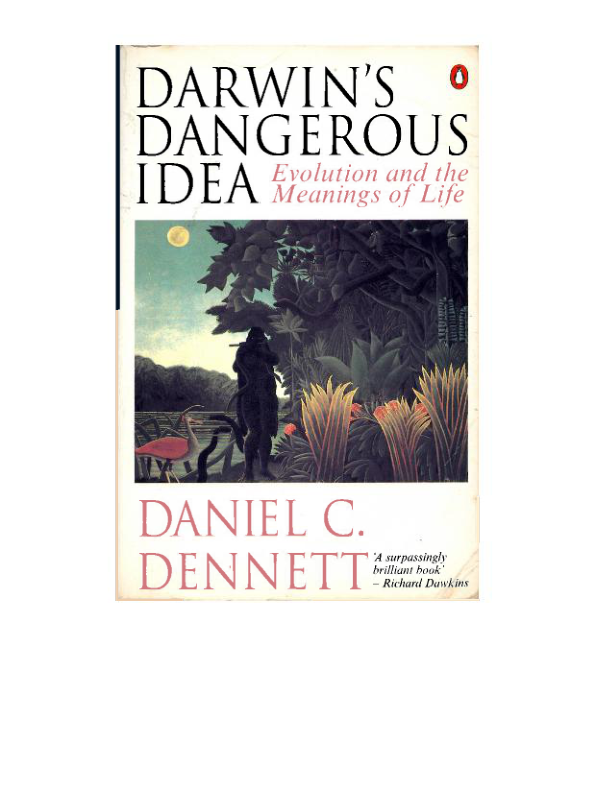 DARWIN'S
DANGEROUS
IDEA
Evolution and the
Meanings of Life
DANIEL C.
DENNETT
'A surpassingly
brilliant book'
– Richard Dawkins